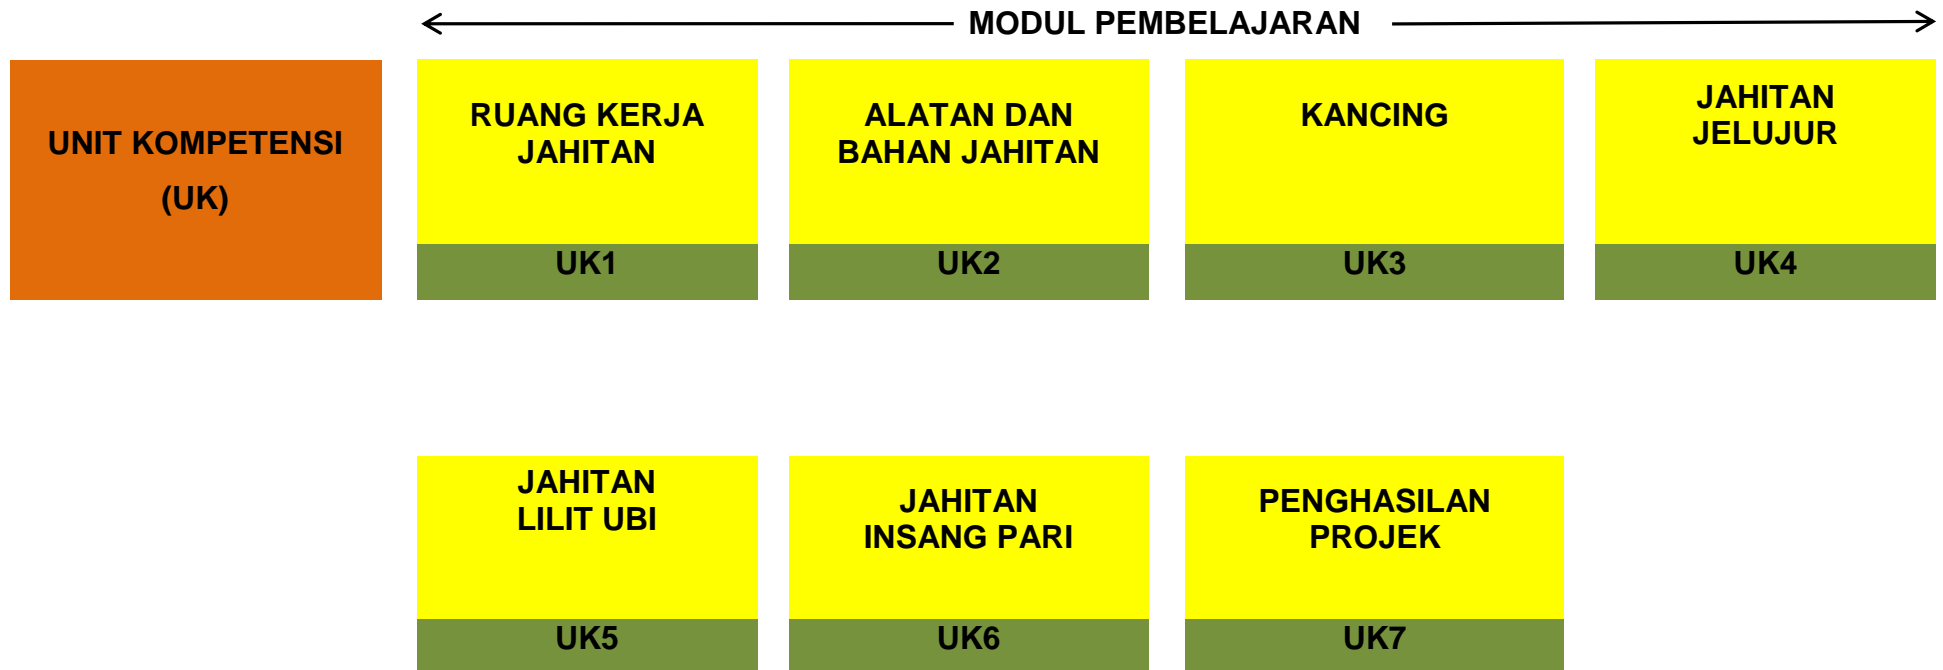 MODUL PEMBELAJARAN
UNIT KOMPETENSI
(UK)
RUANG KERJA
JAHITAN
UK1
ALATAN DAN
BAHAN JAHITAN
UK2
KANCING
UK3
JAHITAN
JELUJUR
UK4
JAHITAN
LILIT UBI
UK5
JAHITAN
INSANG PARI
UK6
PENGHASILAN
PROJEK
UK7